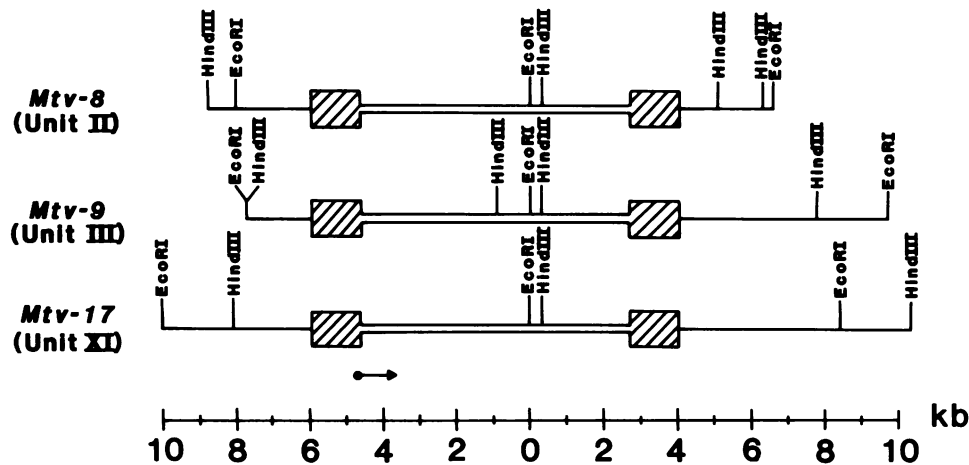 HindIII EcoRI EcoRI HindIII HindIII HindIII EcoRI
Mtv-8
(Unit II)
EcoRI HindIII HindIII EcoRI HindIII HindIII EcoRI
Mtv-9
(Unit III)
EcoRI HindIII EcoRI HindIII EcoRI HindIII
Mtv-17
(Unit XI)
kb
10 8 6 4 2 0 2 4 6 8 10